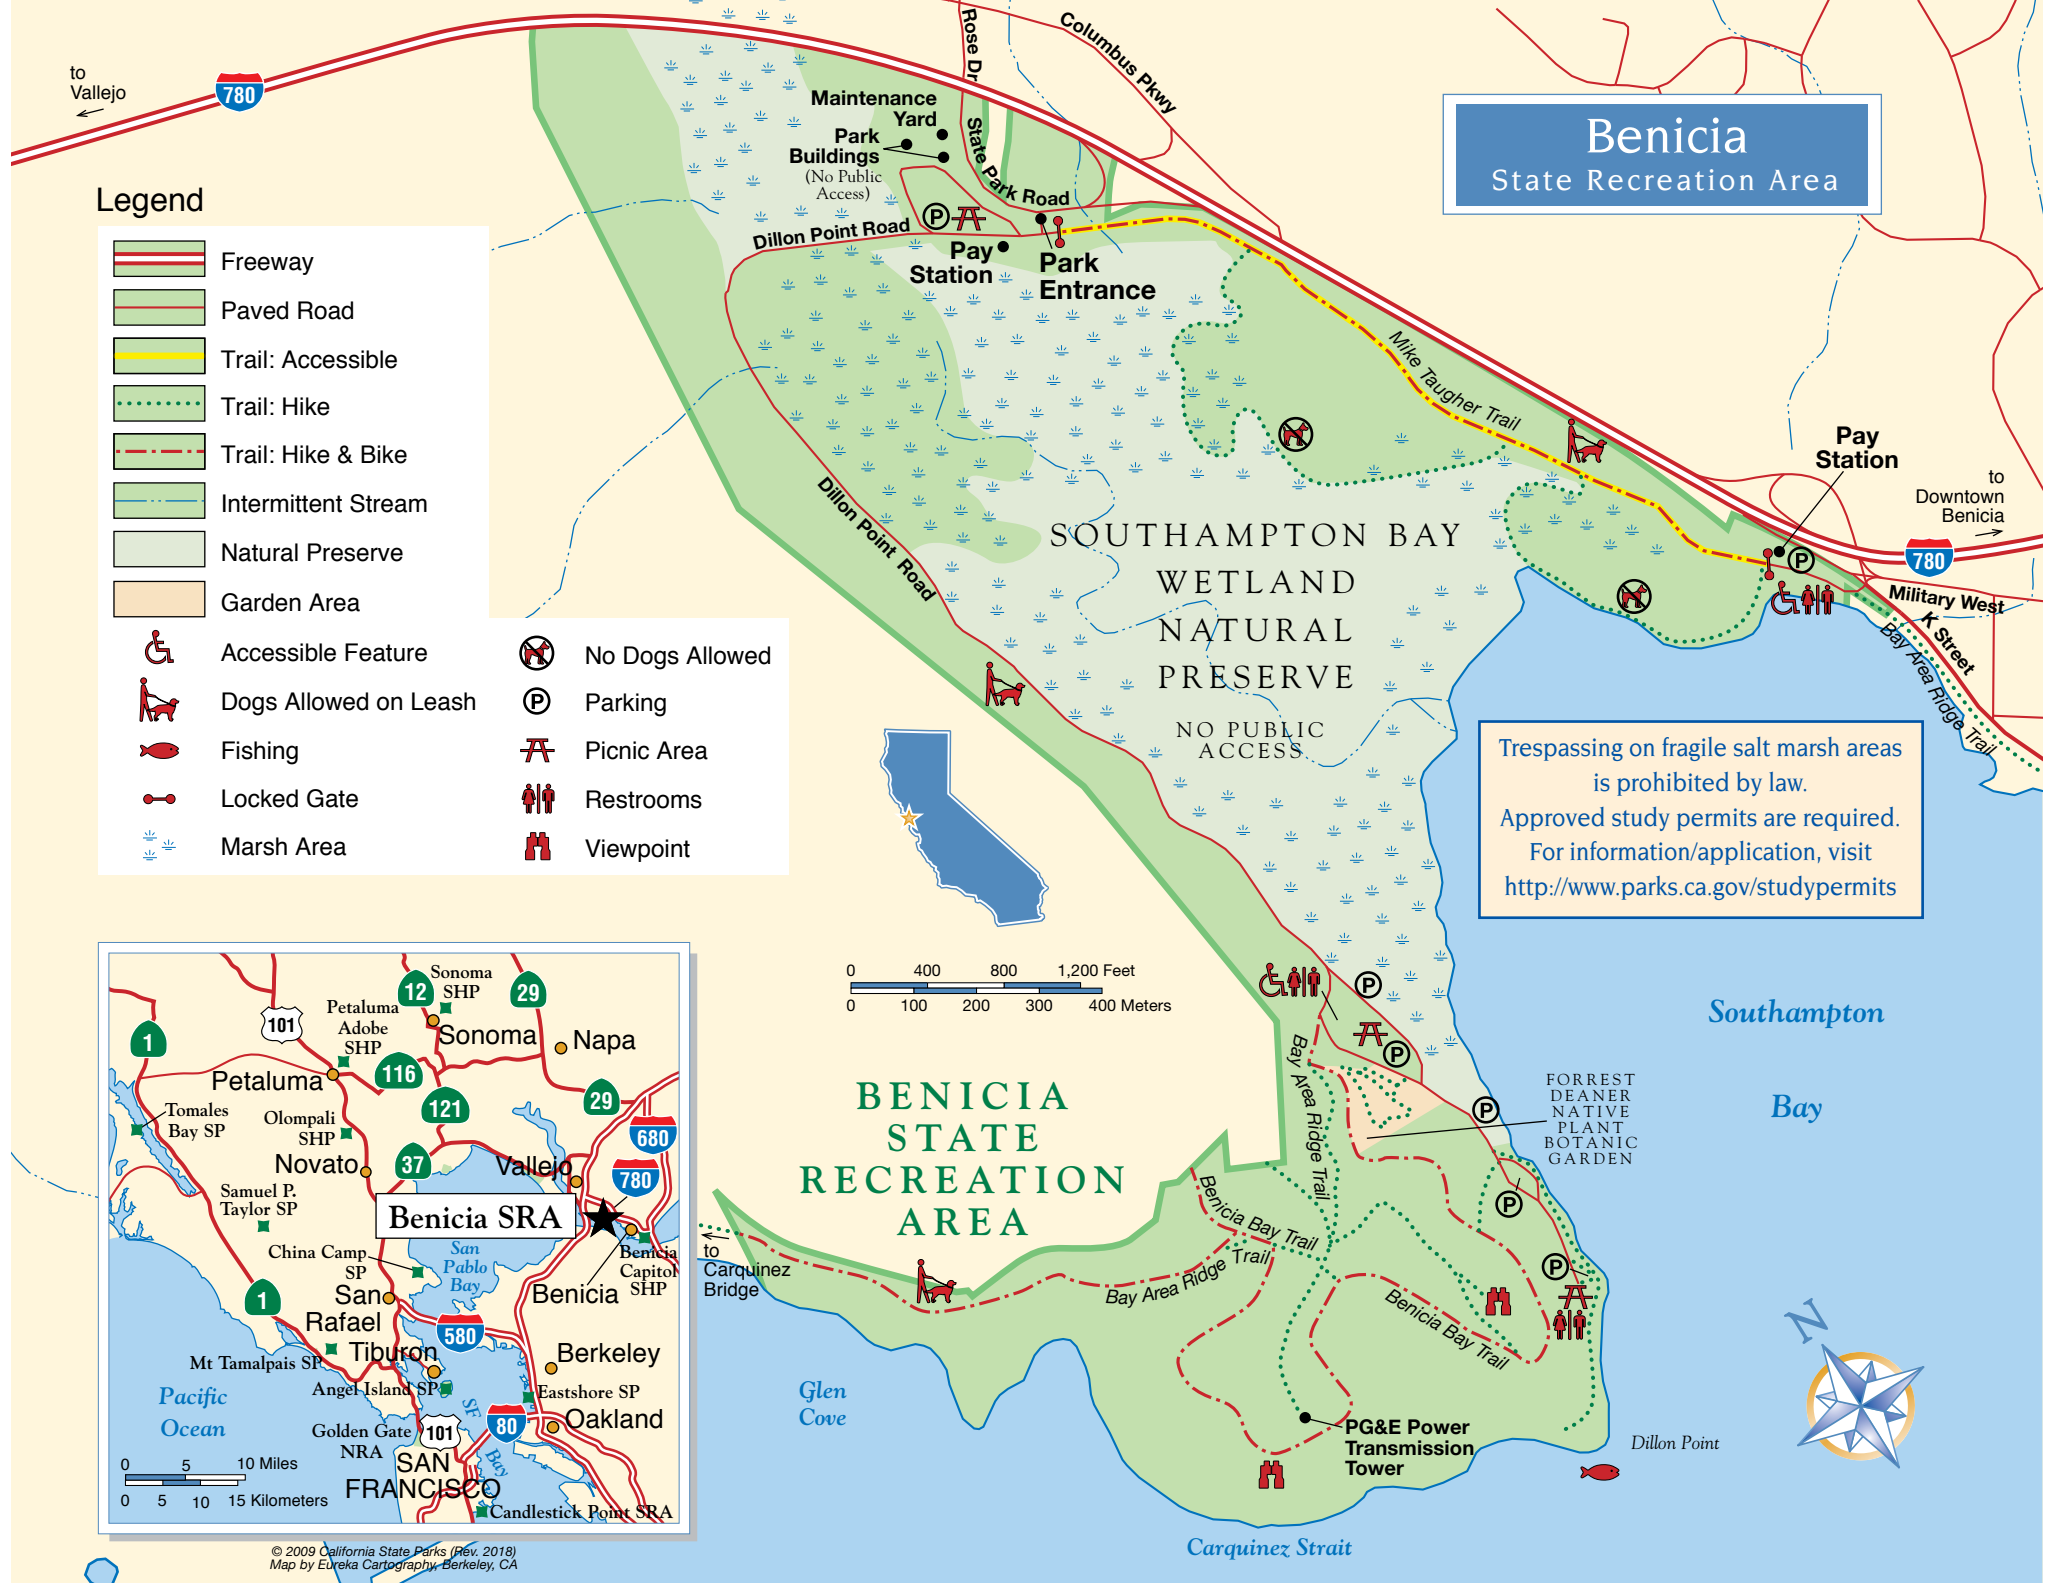 to
Vallejo
780
Rose Dr
Columbus Pkwy
Benicia
State Recreation Area
Maintenance
Yard
Park
Buildings
(No Public
Access)
State Park Road
P
Dillon Point Road
Pay
Station
Park
Entrance
Mike Taugher Trail
Pay
Station
to
Downtown
Benicia
780
P
Military West
K Street
Bay Area Ridge Trail
Legend
Freeway
Paved Road
Trail: Accessible
Trail: Hike
Trail: Hike & Bike
Intermittent Stream
Natural Preserve
Garden Area
Accessible Feature
Dogs Allowed on Leash
Fishing
Locked Gate
Marsh Area
No Dogs Allowed
P
Parking
Picnic Area
Restrooms
Viewpoint
Dillon Point Road
SOUTHAMPTON BAY
WETLAND
NATURAL
PRESERVE
NO PUBLIC
ACCESS
Trespassing on fragile salt marsh areas
is prohibited by law.
Approved study permits are required.
For information/application, visit
http://www.parks.ca.gov/studypermits
0 400 800 1,200 Feet
0 100 200 300 400 Meters
P
P
P
P
P
Southampton
Bay
FORREST
DEANER
NATIVE
PLANT
BOTANIC
GARDEN
BENICIA
STATE
RECREATION
AREA
Bay Area Ridge Trail
Benicia Bay Trail
Bay Area Ridge Trail
Benicia Bay Trail
to
Carquinez
Bridge
Glen
Cove
PG&E Power
Transmission
Tower
Dillon Point
Carquinez Strait
N
12
Sonoma
SHP
29
101
Petaluma
Adobe
SHP
Sonoma
Napa
1
116
Petaluma
121
29
Tomales
Bay SP
Olompali
SHP
680
Novato
37
Vallejo
780
Samuel P.
Taylor SP
Benicia SRA
China Camp
SP
San
Pablo
Bay
Benicia
Capitol
SHP
1
San
Rafael
Benicia
580
Mt Tamalpais SP
Tiburon
Berkeley
Angel Island SP
Eastshore SP
Pacific
Ocean
SF
Bay
Golden Gate
NRA
101
80
Oakland
SAN
FRANCISCO
0 5 10 Miles
0 5 10 15 Kilometers
Candlestick Point SRA
© 2009 California State Parks (Rev. 2018)
Map by Eureka Cartography, Berkeley, CA